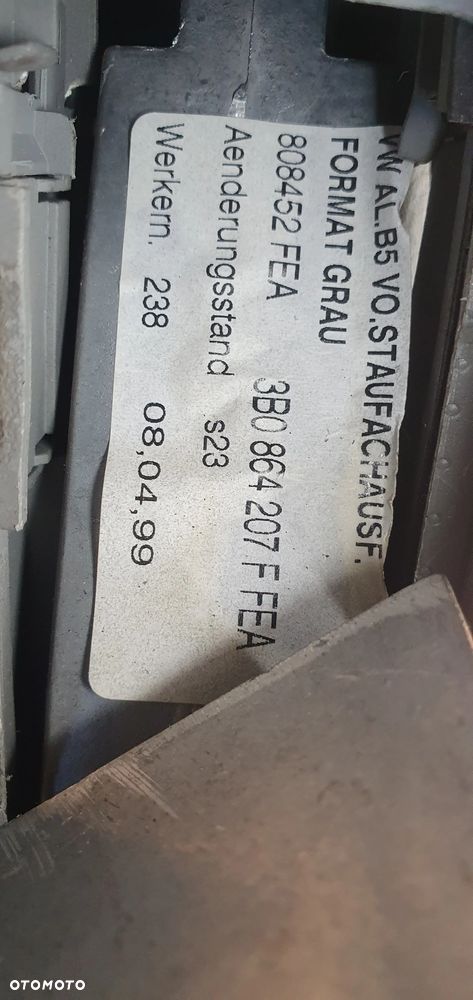 VW AL.B5 VO.STAUFACHAUSF.
FORMAT GRAU
808452 FEA 3B0 864 207 F FEA
Aenderungsstand s23
Werkern. 238 08,04,99
OTOMOTO